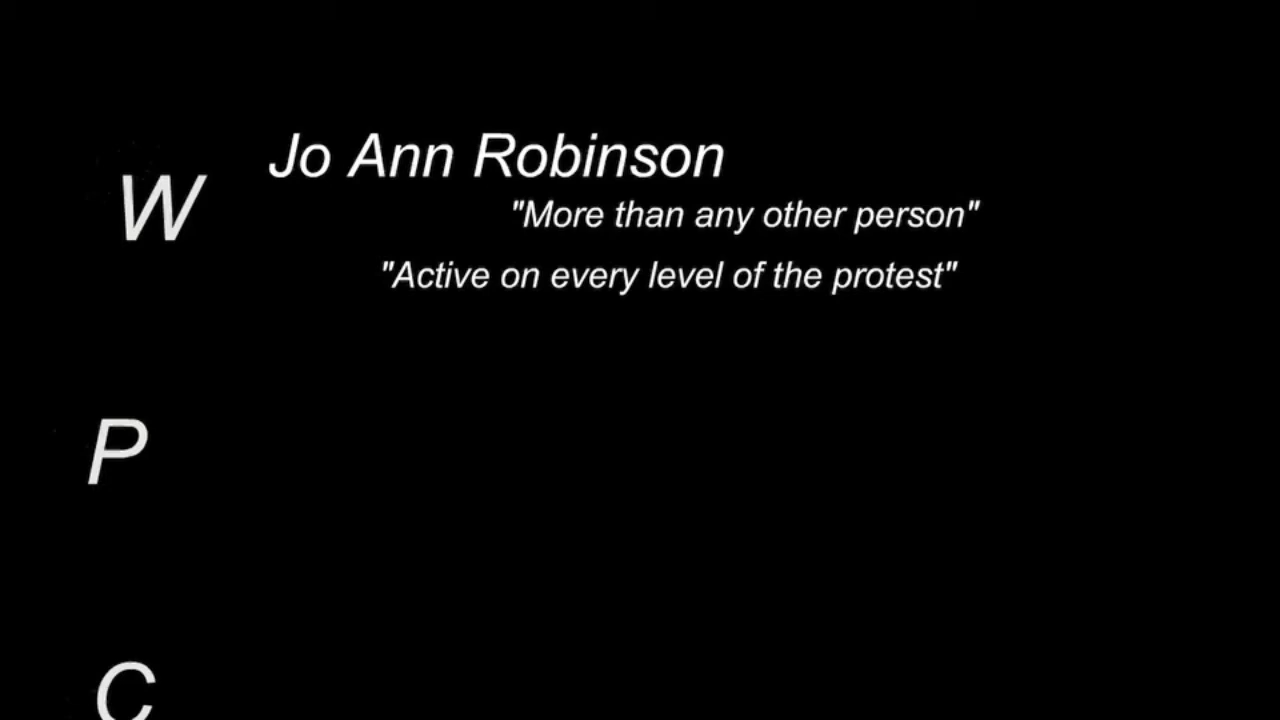 Jo Ann Robinson
W
"More than any other person"
"Active on every level of the protest"
P
C